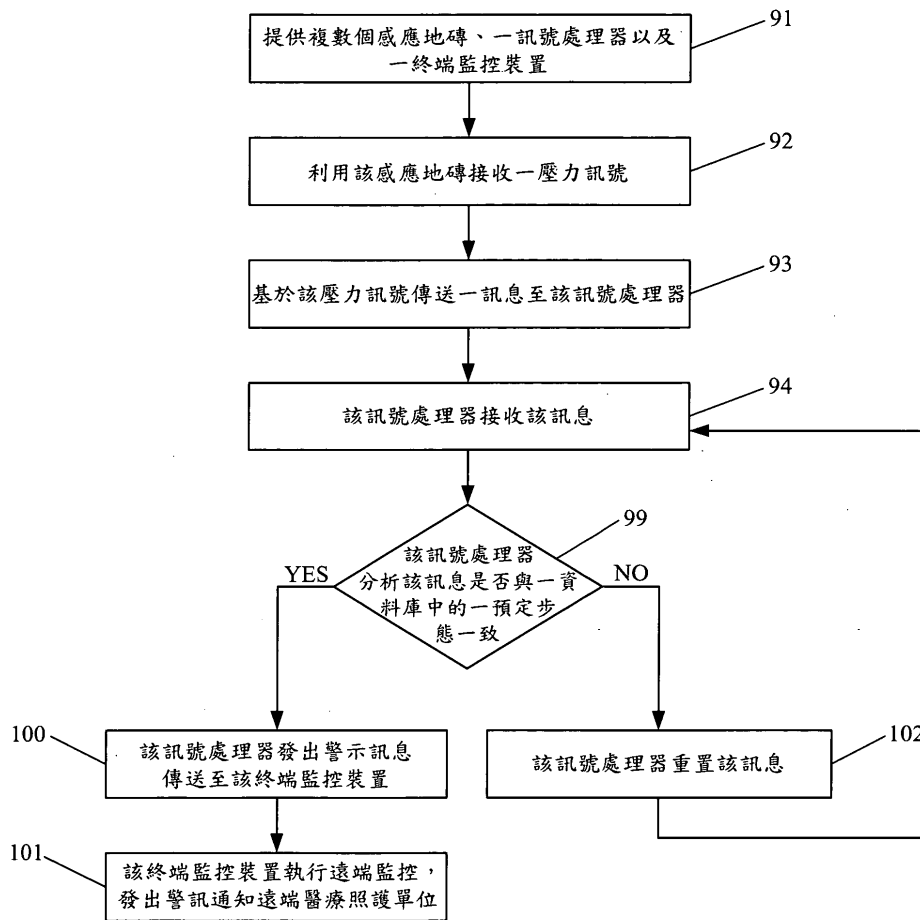 91
提供複數個感應地磚、一訊號處理器以及
一終端監控裝置
92
利用該感應地磚接收一壓力訊號
93
基於該壓力訊號傳送一訊息至該訊號處理器
94
該訊號處理器接收該訊息
99
該訊號處理器
分析該訊息是否與一資
料庫中的一預定步
態一致
YES
NO
100
該訊號處理器發出警示訊息
傳送至該終端監控裝置
102
該訊號處理器重置該訊息
101
該終端監控裝置執行遠端監控，
發出警訊通知遠端醫療照護單位